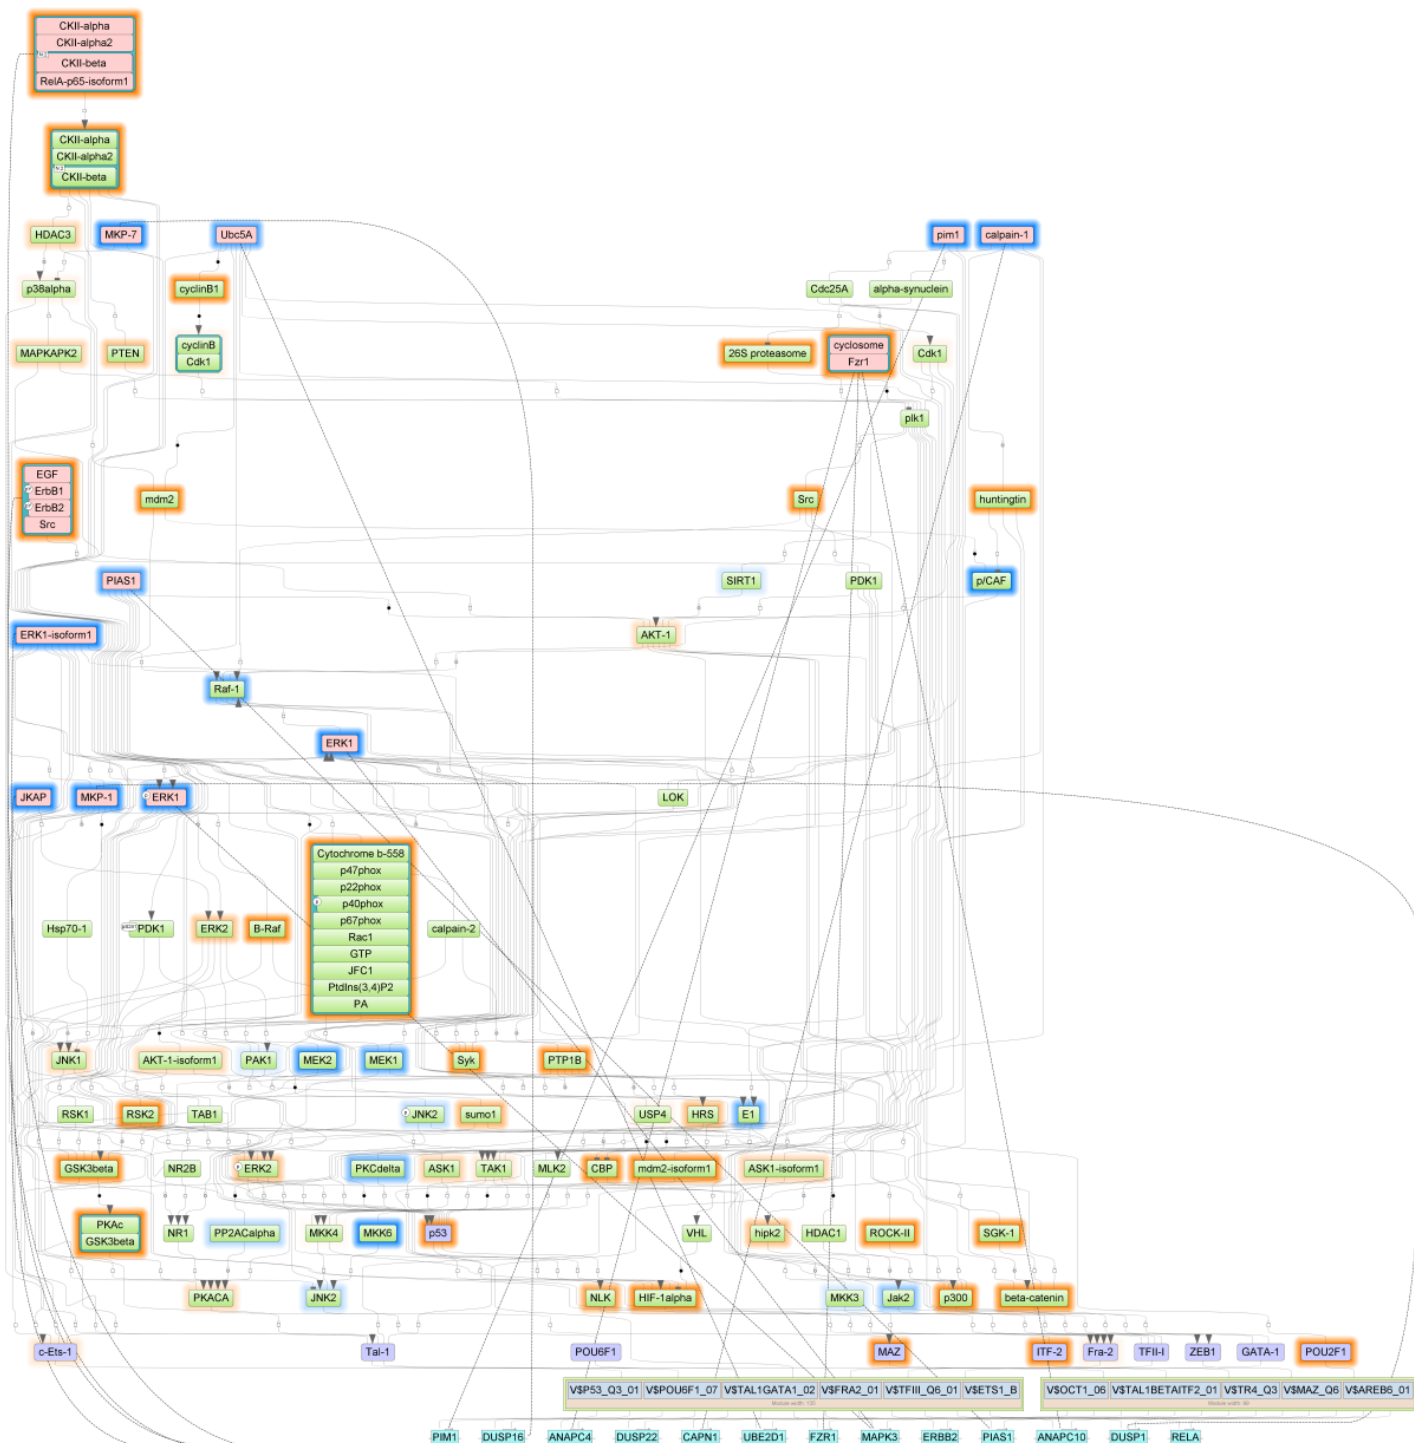 CKII-alpha
CKII-alpha2
CKII-beta
RelA-p65-isoform1
CKII-alpha
CKII-alpha2
CKII-beta
HDAC3
MKP-7
Ubc5A
pim1
calpain-1
p38alpha
cyclinB1
Cdc25A
alpha-synuclein
MAPKAPK2
PTEN
cyclinB
Cdk1
26S proteasome
cyclosome
Fzr1
Cdk1
plk1
EGF
ErbB1
ErbB2
Src
mdm2
Src
huntingtin
PIAS1
SIRT1
PDK1
p/CAF
ERK1-isoform1
AKT-1
Raf-1
ERK1
JKAP
MKP-1
ERK1
LOK
Cytochrome b-558
p47phox
p22phox
p40phox
p67phox
Rac1
GTP
JFC1
PtdIns(3,4)P2
PA
Hsp70-1
PDK1
ERK2
B-Raf
calpain-2
JNK1
AKT-1-isoform1
PAK1
MEK2
MEK1
Syk
PTP1B
RSK1
RSK2
TAB1
JNK2
sumo1
USP4
HRS
E1
GSK3beta
NR2B
ERK2
PKCdelta
ASK1
TAK1
MLK2
CBP
mdm2-isoform1
ASK1-isoform1
PKAc
GSK3beta
NR1
PP2ACalpha
MKK4
MKK6
p53
VHL
hipk2
HDAC1
ROCK-II
SGK-1
PKACA
JNK2
NLK
HIF-1alpha
MKK3
Jak2
p300
beta-catenin
c-Ets-1
Tal-1
POU6F1
MAZ
ITF-2
Fra-2
TFII-I
ZEB1
GATA-1
POU2F1
V$P53_Q3_01
V$POU6F1_07
V$TAL1GATA1_02
V$FRA2_01
V$TFIII_Q6_01
V$ETS1_B
V$OCT1_06
V$TAL1BETAITF2_01
V$TR4_Q3
V$MAZ_Q6
V$AREB6_01
PIM1
DUSP16
ANAPC4
DUSP22
CAPN1
UBE2D1
FZR1
MAPK3
ERBB2
PIAS1
ANAPC10
DUSP1
RELA